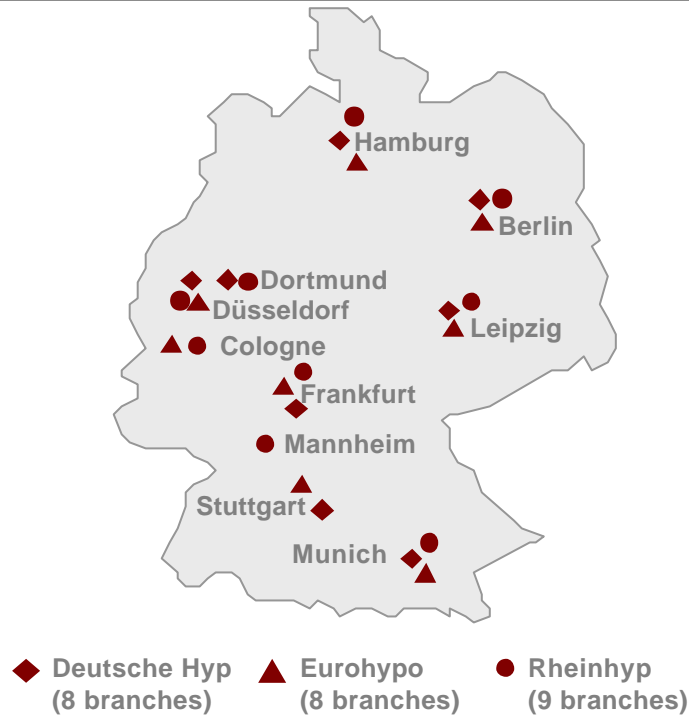 Hamburg
Berlin
Dortmund
Düsseldorf
Leipzig
Cologne
Frankfurt
Mannheim
Stuttgart
Munich
Deutsche Hyp
(8 branches)
Eurohypo
(8 branches)
Rheinhyp
(9 branches)